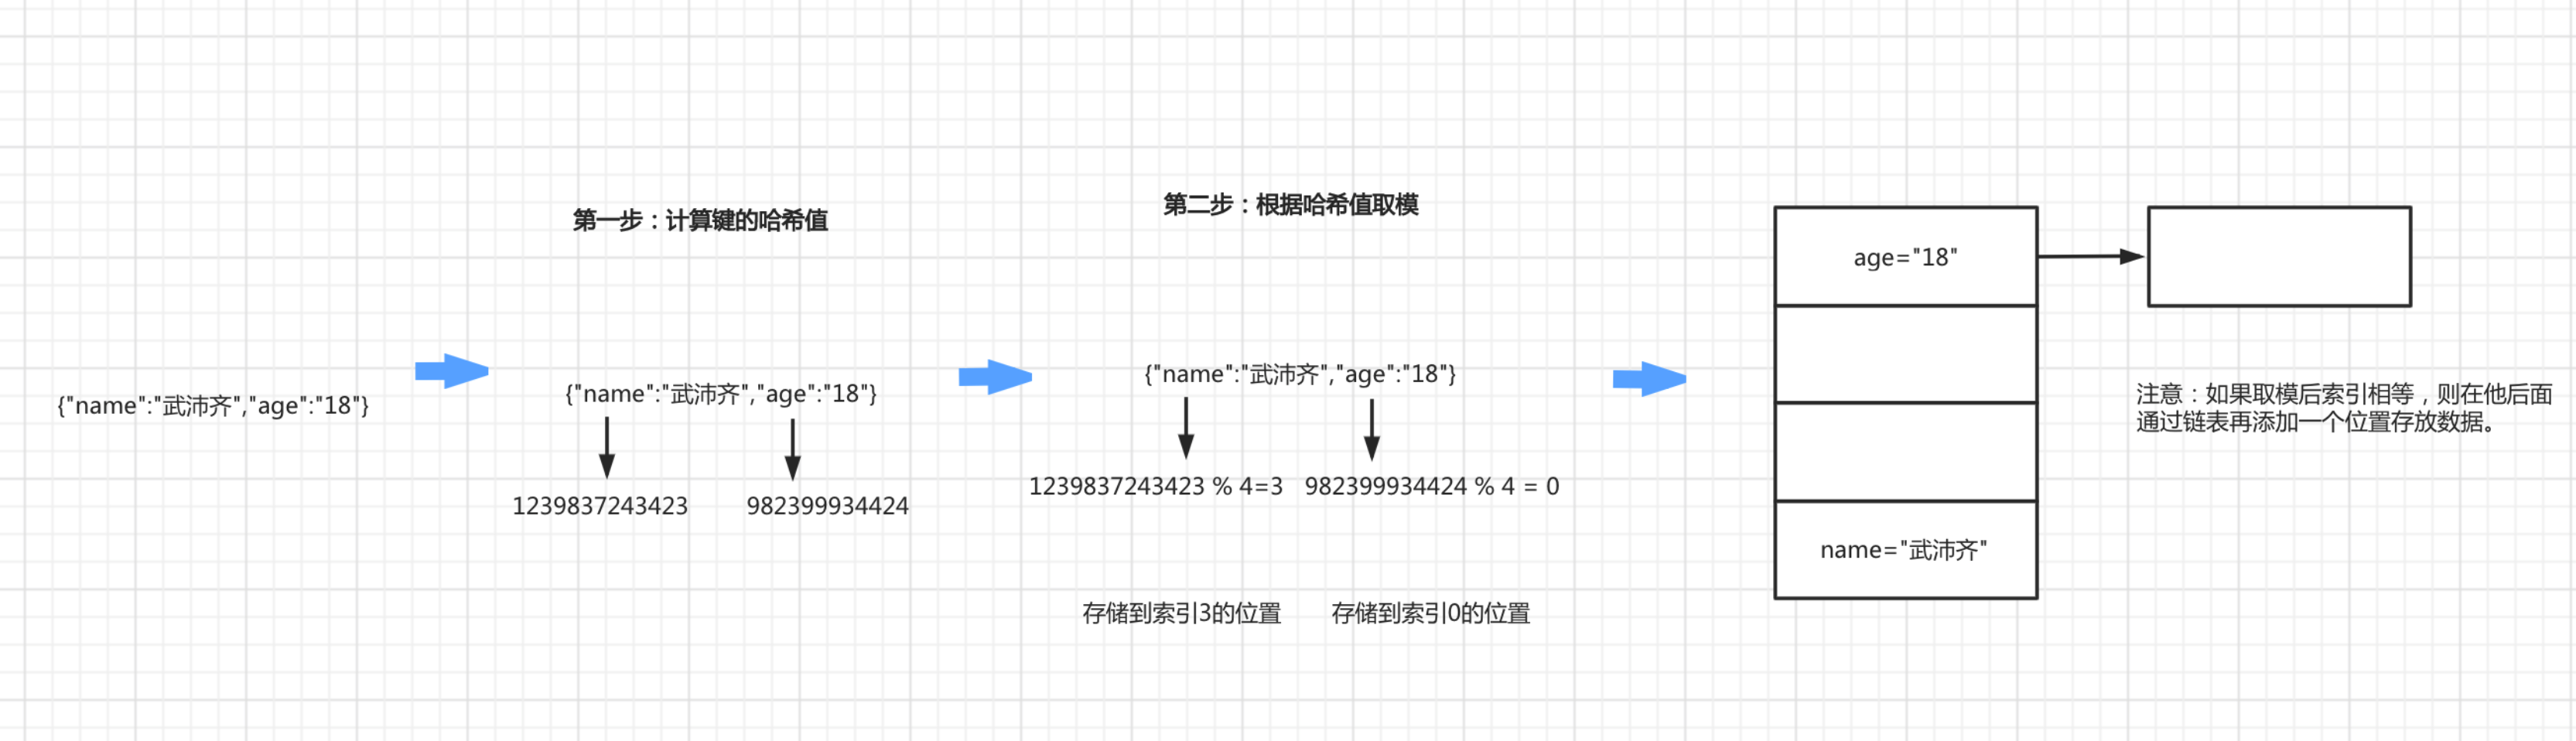 {"name":"武沛齐","age":"18"}
第一步：计算键的哈希值
{"name":"武沛齐","age":"18"}
1239837243423
982399934424
第二步：根据哈希值取模
{"name":"武沛齐","age":"18"}
1239837243423 % 4=3
982399934424 % 4 = 0
存储到索引3的位置
存储到索引0的位置
age="18"
name="武沛齐"
注意：如果取模后索引相等，则在他后面
通过链表再添加一个位置存放数据。